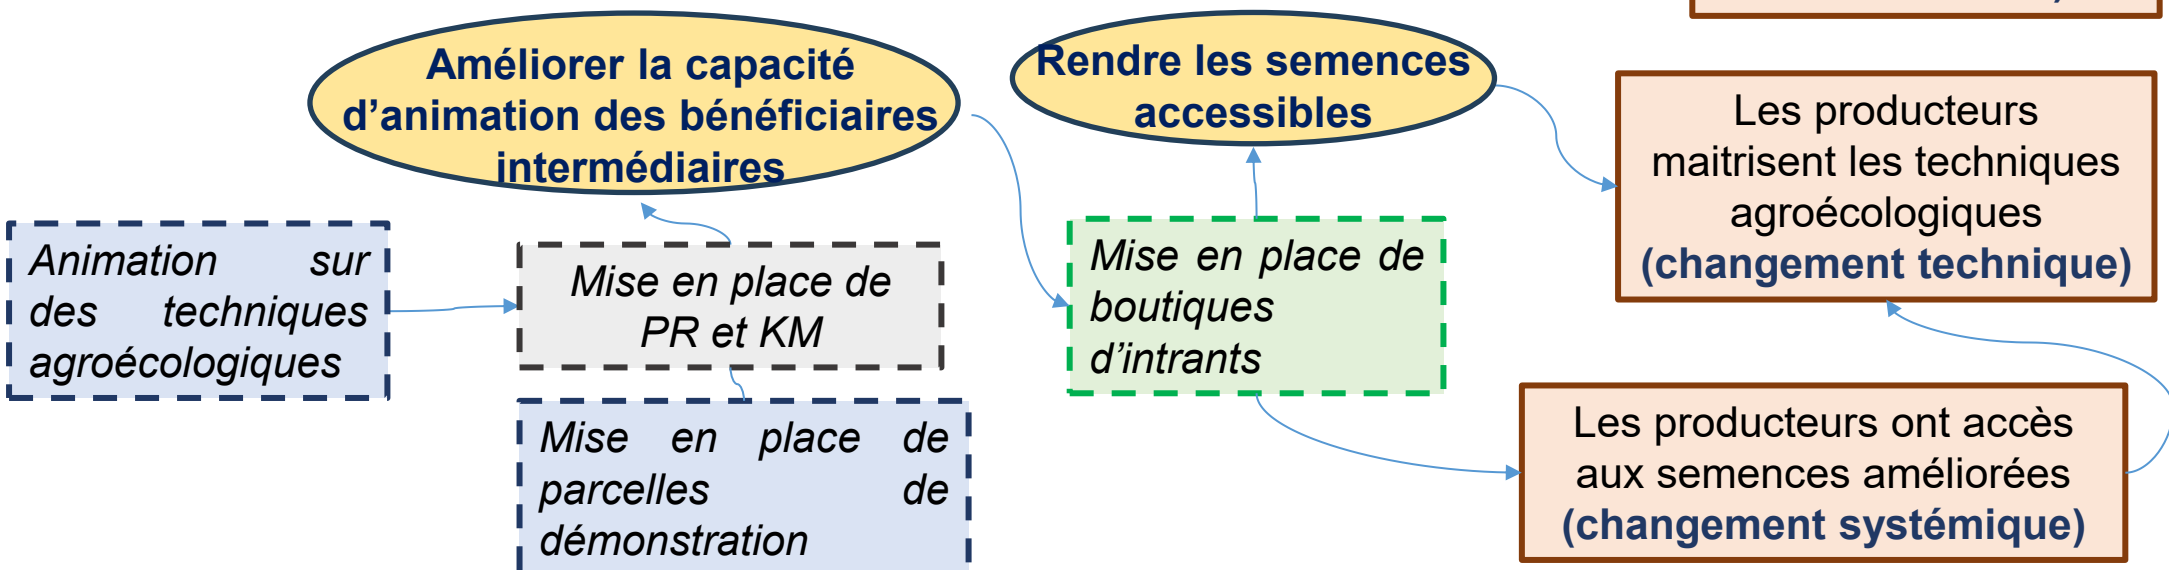 Améliorer la capacité
d’animation des bénéficiaires
intermédiaires
Rendre les semences
accessibles
Les producteurs
maitrisent les techniques
agroécologiques
(changement technique)
Animation sur
des techniques
agroécologiques
Mise en place de
PR et KM
Mise en place de
boutiques
d’intrants
Mise en place de
parcelles de
démonstration
Les producteurs ont accès
aux semences améliorées
(changement systémique)